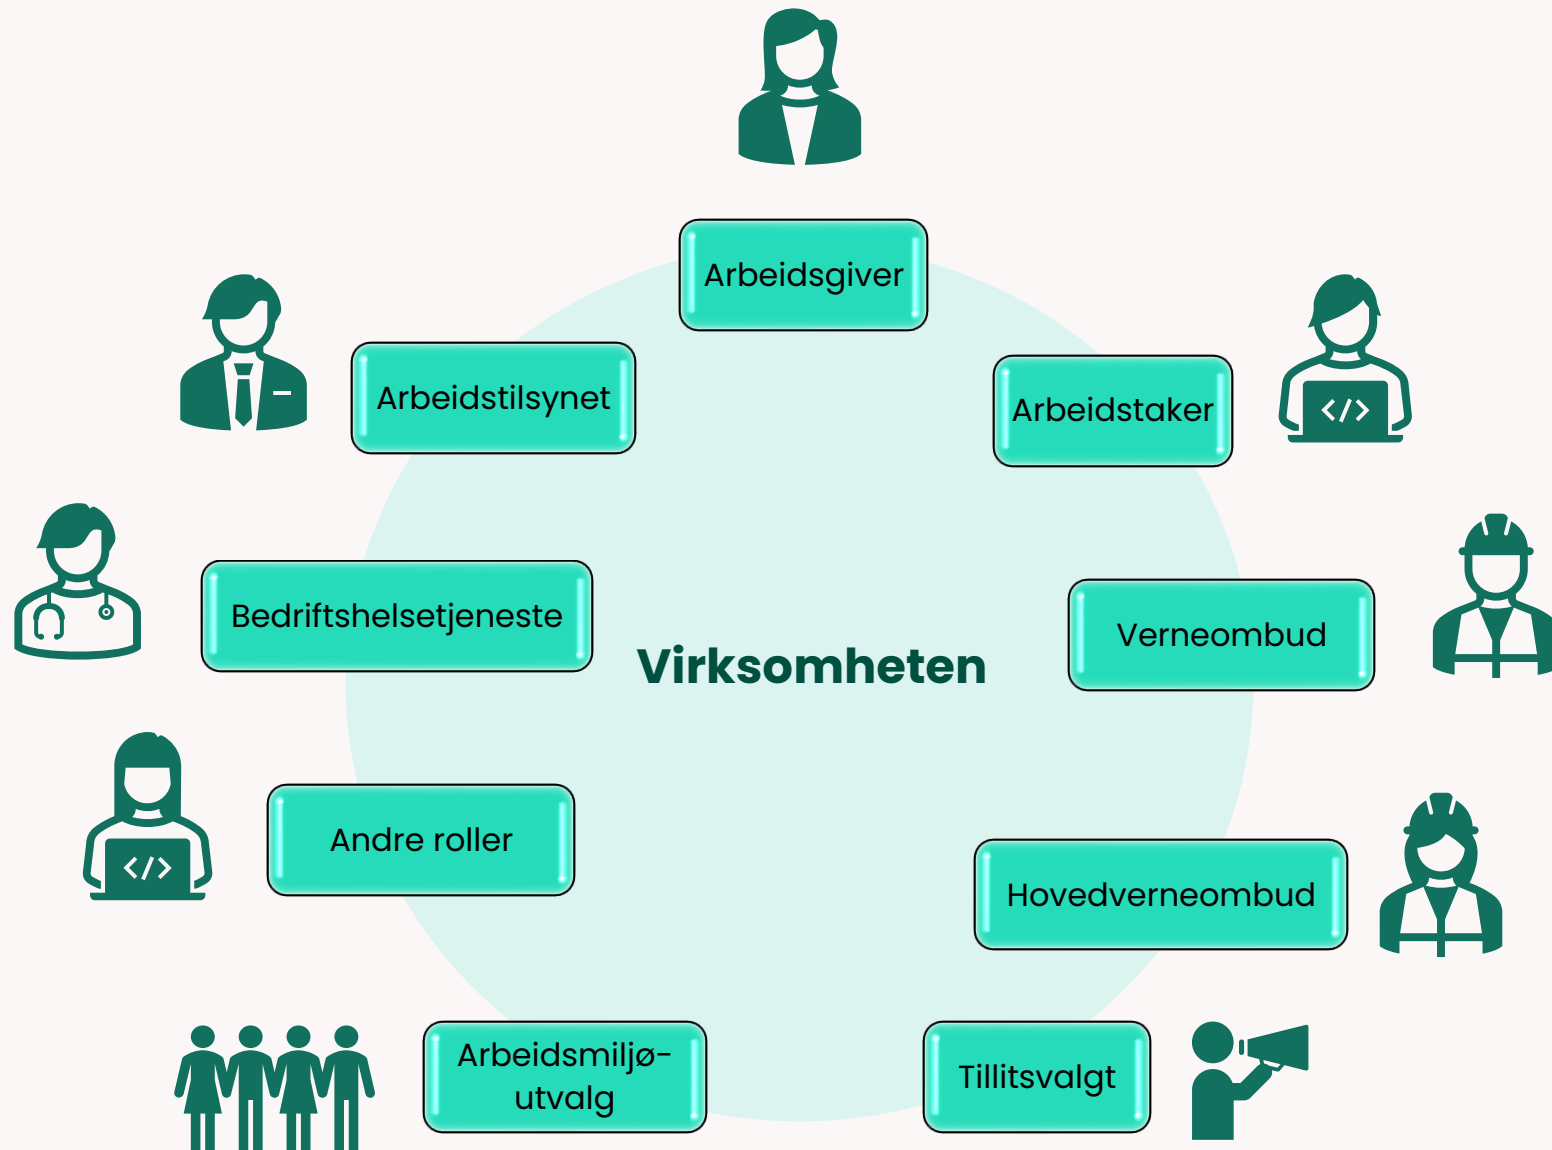 Arbeidsgiver
Arbeidstilsynet
Arbeidstaker
Bedriftshelsetjeneste
Verneombud
Virksomheten
Andre roller
Hovedverneombud
Arbeidsmiljø-
utvalg
Tillitsvalgt